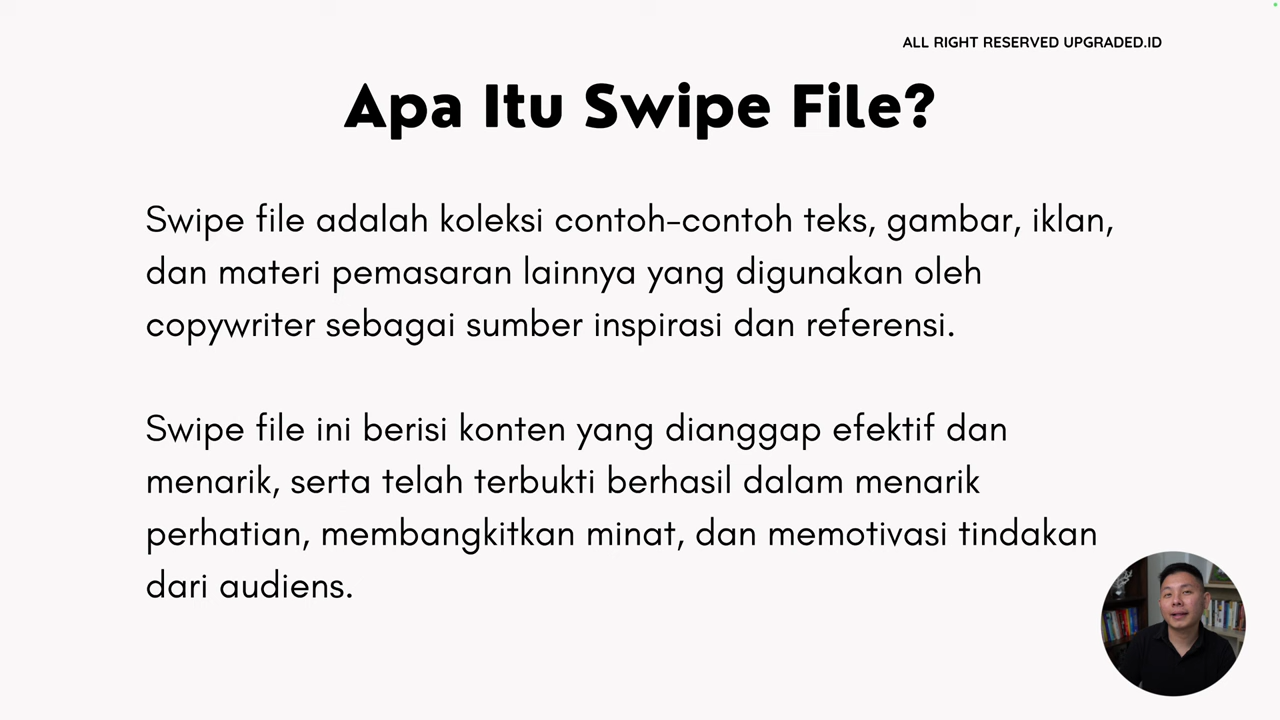 ALL RIGHT RESERVED UPGRADED.ID
Apa Itu Swipe File?
Swipe file adalah koleksi contoh-contoh teks, gambar, iklan,
dan materi pemasaran lainnya yang digunakan oleh
copywriter sebagai sumber inspirasi dan referensi.
Swipe file ini berisi konten yang dianggap efektif dan
menarik, serta telah terbukti berhasil dalam menarik
perhatian, membangkitkan minat, dan memotivasi tindakan
dari audiens.